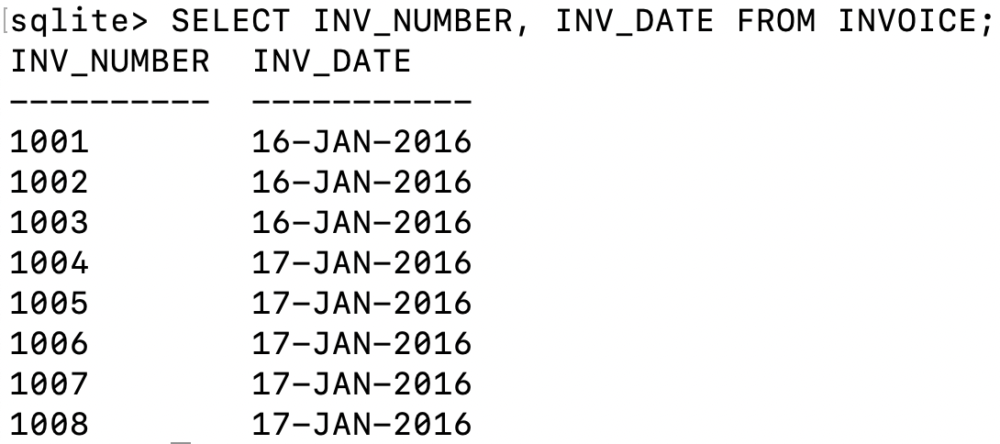 sqlite> SELECT INV_NUMBER, INV_DATE FROM INVOICE;
INV_NUMBER  INV_DATE
----------  -----------
1001        16-JAN-2016
1002        16-JAN-2016
1003        16-JAN-2016
1004        17-JAN-2016
1005        17-JAN-2016
1006        17-JAN-2016
1007        17-JAN-2016
1008        17-JAN-2016